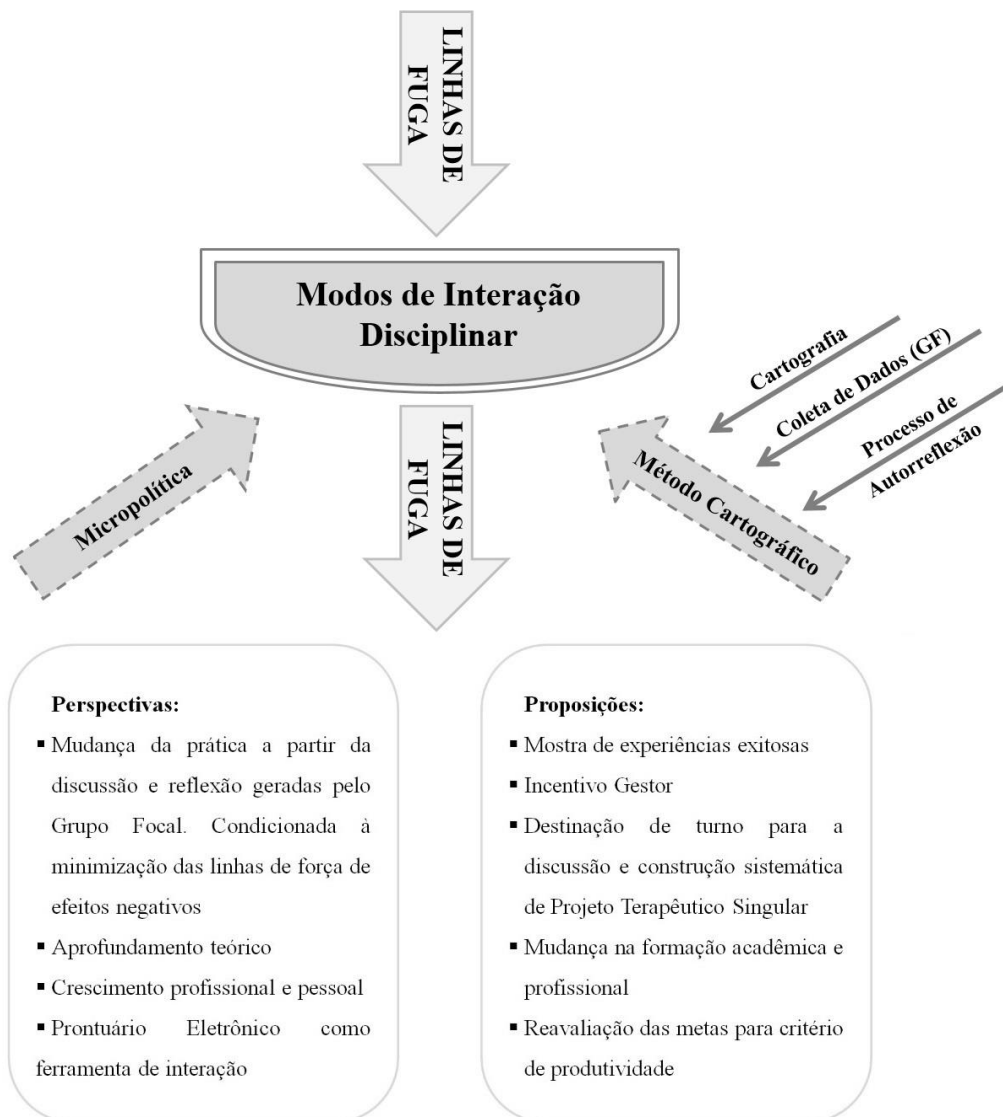 LINHAS DE
FUGA
Modos de Interação
Disciplinar
Cartografia
Coleta de Dados (GF)
Processo de
Autorreflexão
Micropolítica
LINHAS DE
FUGA
Método Cartográfico
Perspectivas:
▪ Mudança da prática a partir da
discussão e reflexão geradas pelo
Grupo Focal. Condicionada à
minimização das linhas de força de
efeitos negativos
▪ Aprofundamento teórico
▪ Crescimento profissional e pessoal
▪ Prontuário Eletrônico como
ferramenta de interação
Proposições:
▪ Mostra de experiências exitosas
▪ Incentivo Gestor
▪ Destinação de turno para a
discussão e construção sistemática
de Projeto Terapêutico Singular
▪ Mudança na formação acadêmica e
profissional
▪ Reavaliação das metas para critério
de produtividade